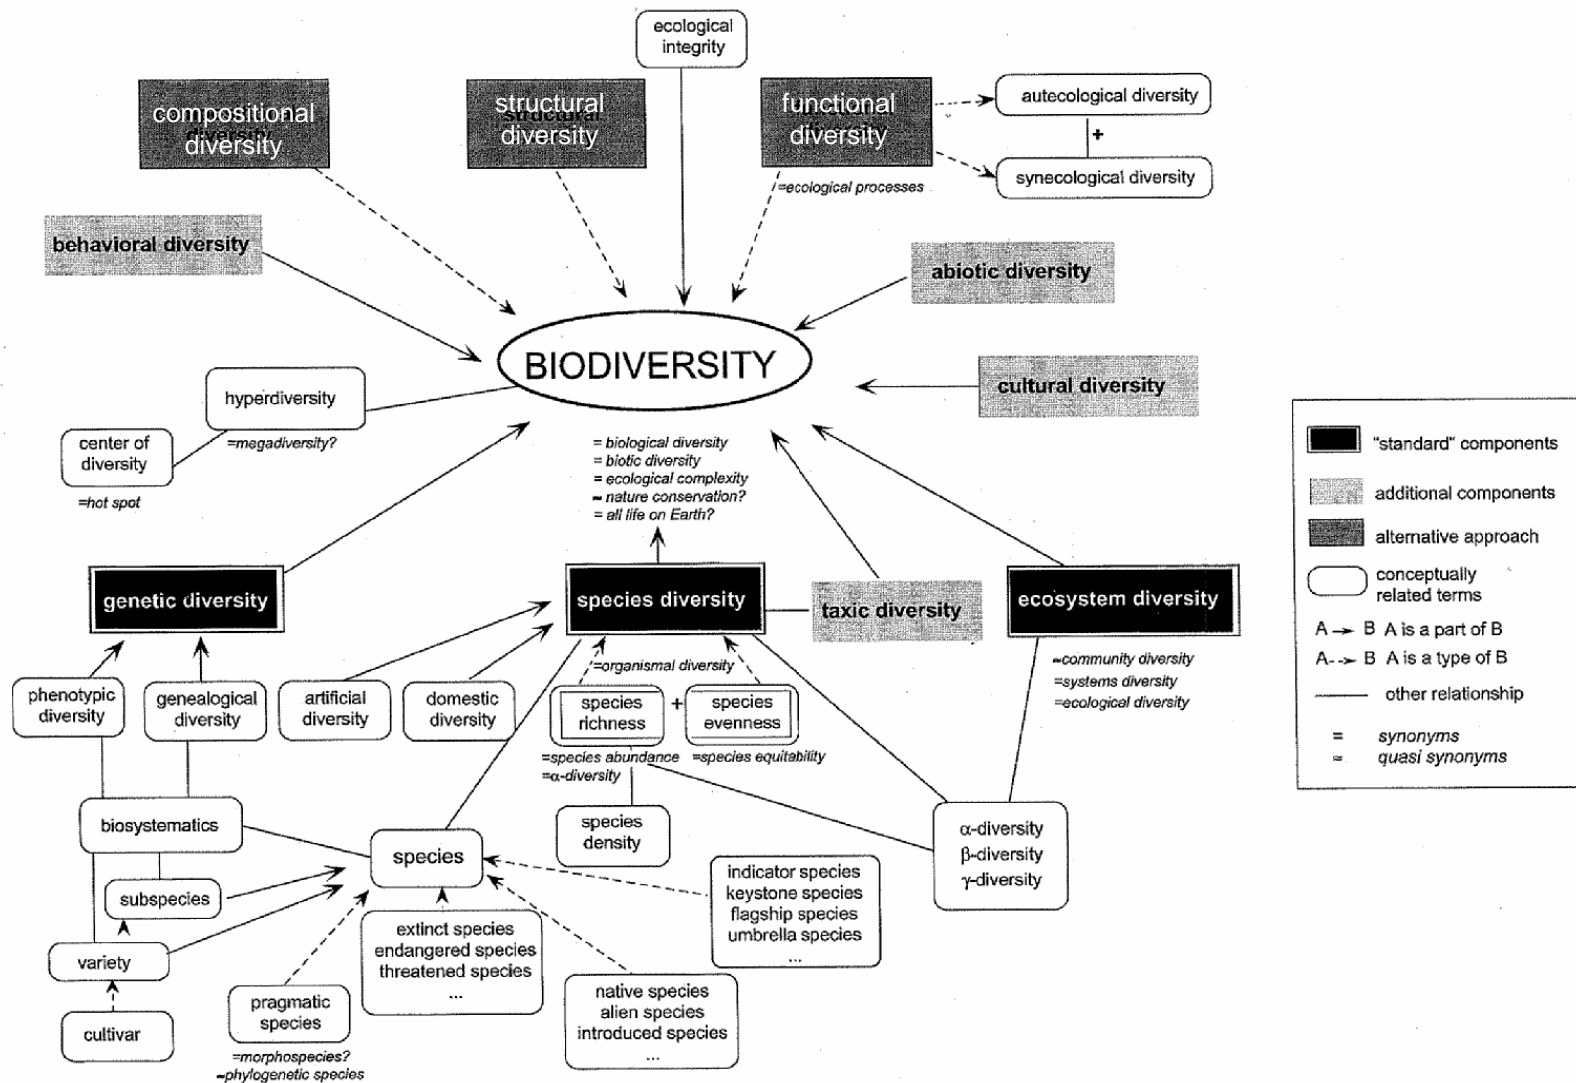 ecological
integrity
compositional
diversity
structural
diversity
functional
diversity
=ecological processes
autecological diversity
+
synecological diversity
behavioral diversity
abiotic diversity
BIODIVERSITY
cultural diversity
hyperdiversity
=megadiversity?
center of
diversity
=hot spot
= biological diversity
= biotic diversity
= ecological complexity
≈ nature conservation?
= all life on Earth?
genetic diversity
species diversity
taxic diversity
ecosystem diversity
=organismal diversity
≈community diversity
=systems diversity
=ecological diversity
phenotypic
diversity
genealogical
diversity
artificial
diversity
domestic
diversity
species
richness
+
species
evenness
=species abundance
=α-diversity
=species equitability
biosystematics
species
species
density
α-diversity
β-diversity
γ-diversity
subspecies
variety
cultivar
pragmatic
species
=morphospecies?
≈phylogenetic species
extinct species
endangered species
threatened species
...
native species
alien species
introduced species
...
indicator species
keystone species
flagship species
umbrella species
...
"standard" components
additional components
alternative approach
conceptually
related terms
A → B A is a part of B
A --> B A is a type of B
other relationship
= synonyms
≈ quasi synonyms